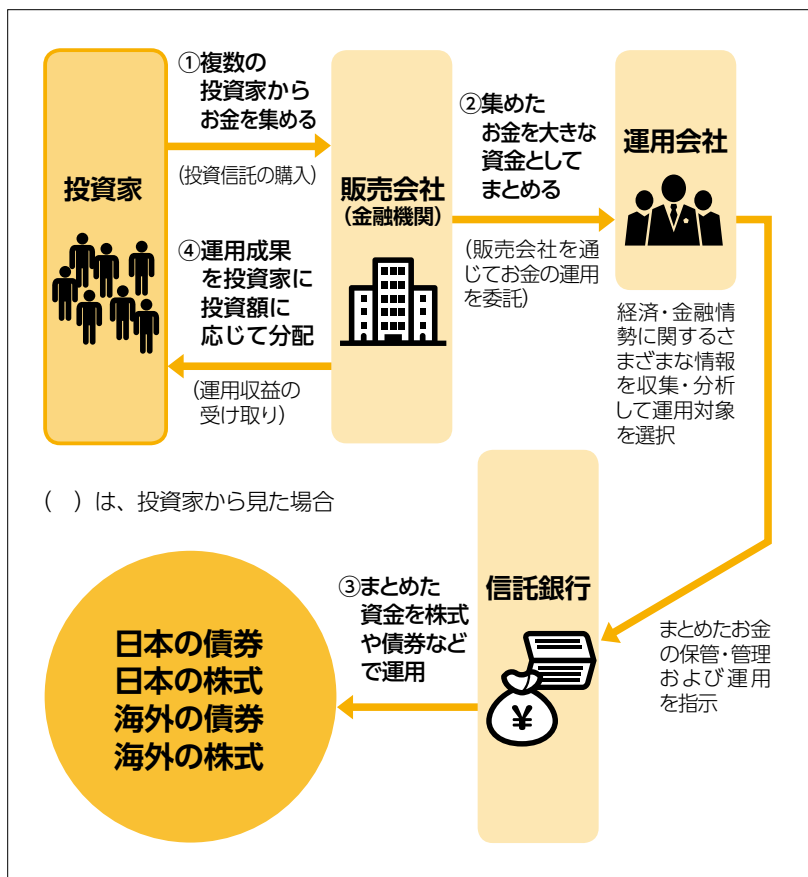 ①複数の
投資家から
お金を集める
(投資信託の購入)
投資家
④運用成果
を投資家に
投資額に
応じて分配
(運用収益の
受け取り)
販売会社
(金融機関)
②集めた
お金を大きな
資金として
まとめる
(販売会社を通
じてお金の運用
を委託)
運用会社
経済・金融情
勢に関するさ
まざまな情報
を収集・分析
して運用対象
を選択
(　)は、投資家から見た場合
まとめたお金
の保管・管理
および運用
を指示
信託銀行
¥
③まとめた
資金を株式
や債券など
で運用
日本の債券
日本の株式
海外の債券
海外の株式